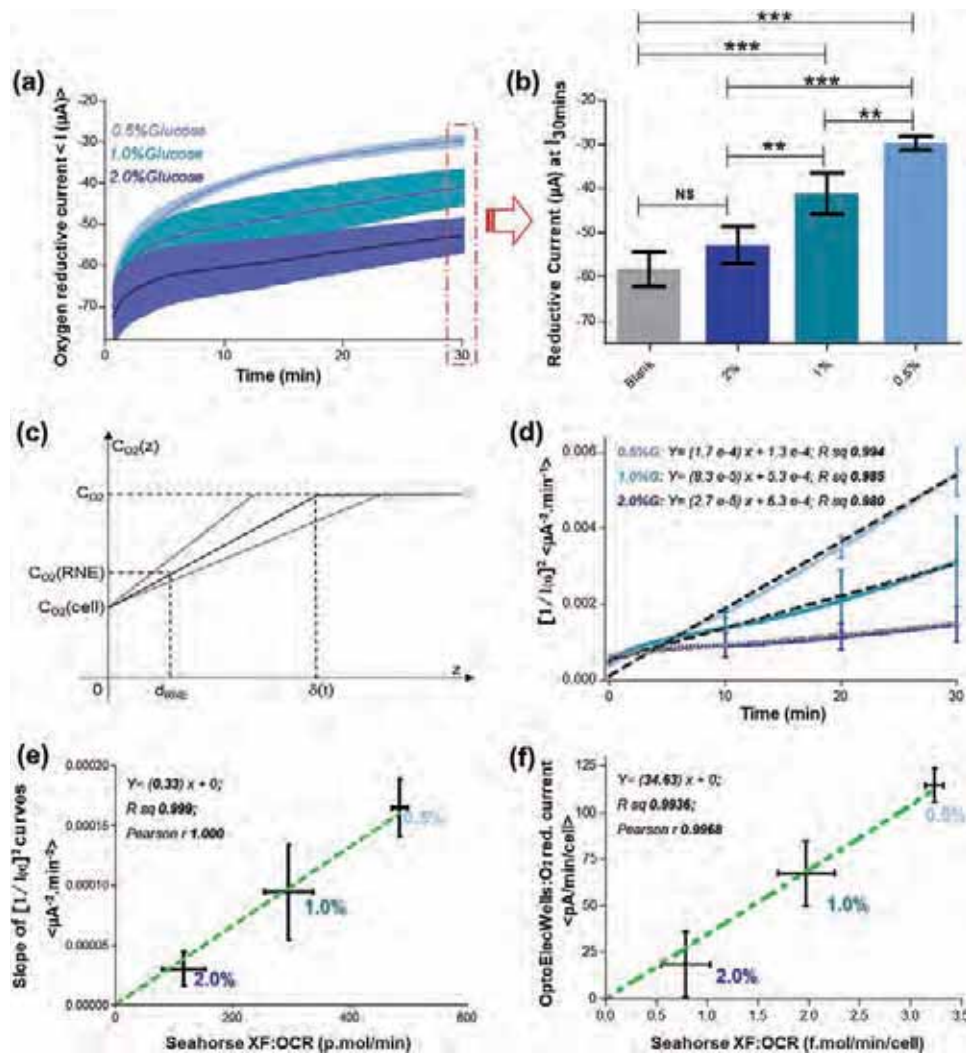 (a)
-20
-30
-40
-50
-60
-70
Oxygen reductive current < I (µA)>
0.5%Glucose
1.0%Glucose
2.0%Glucose
0
10
20
30
Time (min)
(b)
***
***
***
**
**
NS
-20
-30
-40
-50
-60
-70
Reductive Current (µA) at I30mins
Blank
2%
1%
0.5%
(c)
CO2(z)
CO2
CO2(RNE)
CO2(cell)
0
dRNE
δ(t)
z
(d)
0.006
0.004
0.002
0.000
[1/ I(t)]² <µA⁻².min⁻¹>
0.5%G: Y= (1.7 e-4) x + 1.3 e-4; R sq 0.994
1.0%G: Y= (8.3 e-5) x + 5.3 e-4; R sq 0.985
2.0%G: Y= (2.7 e-5) x + 6.3 e-4; R sq 0.980
0
10
20
30
Time (min)
(e)
0.00020
0.00015
0.00010
0.00005
0.00000
Slope of [1/ I(t)]² curves
<µA⁻².min⁻²>
Y= (0.33) x + 0;
R sq 0.999;
Pearson r 1.000
0.5%
1.0%
2.0%
0
200
400
600
Seahorse XF:OCR (p.mol/min)
(f)
125
100
75
50
25
0
OptoElecWells:O2 red. current
<pA/min/cell>
Y= (34.63) x + 0;
R sq 0.9936;
Pearson r 0.9968
0.5%
1.0%
2.0%
0.0
0.5
1.0
1.5
2.0
2.5
3.0
3.5
Seahorse XF:OCR (f.mol/min/cell)